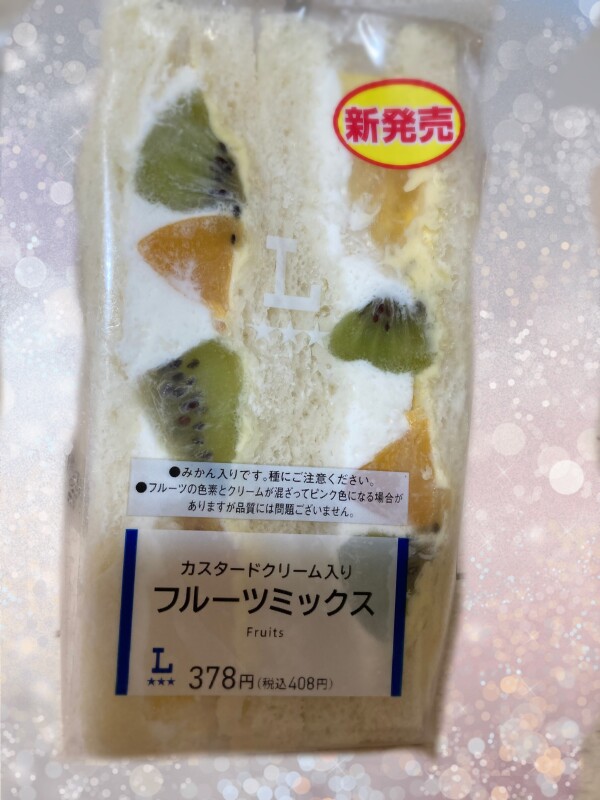 新発売
L
●みかん入りです。種にご注意ください。
●フルーツの色素とクリームが混ざってピンク色になる場合が
ありますが品質には問題ございません。
カスタードクリーム入り
フルーツミックス
Fruits
L
378円(税込408円)